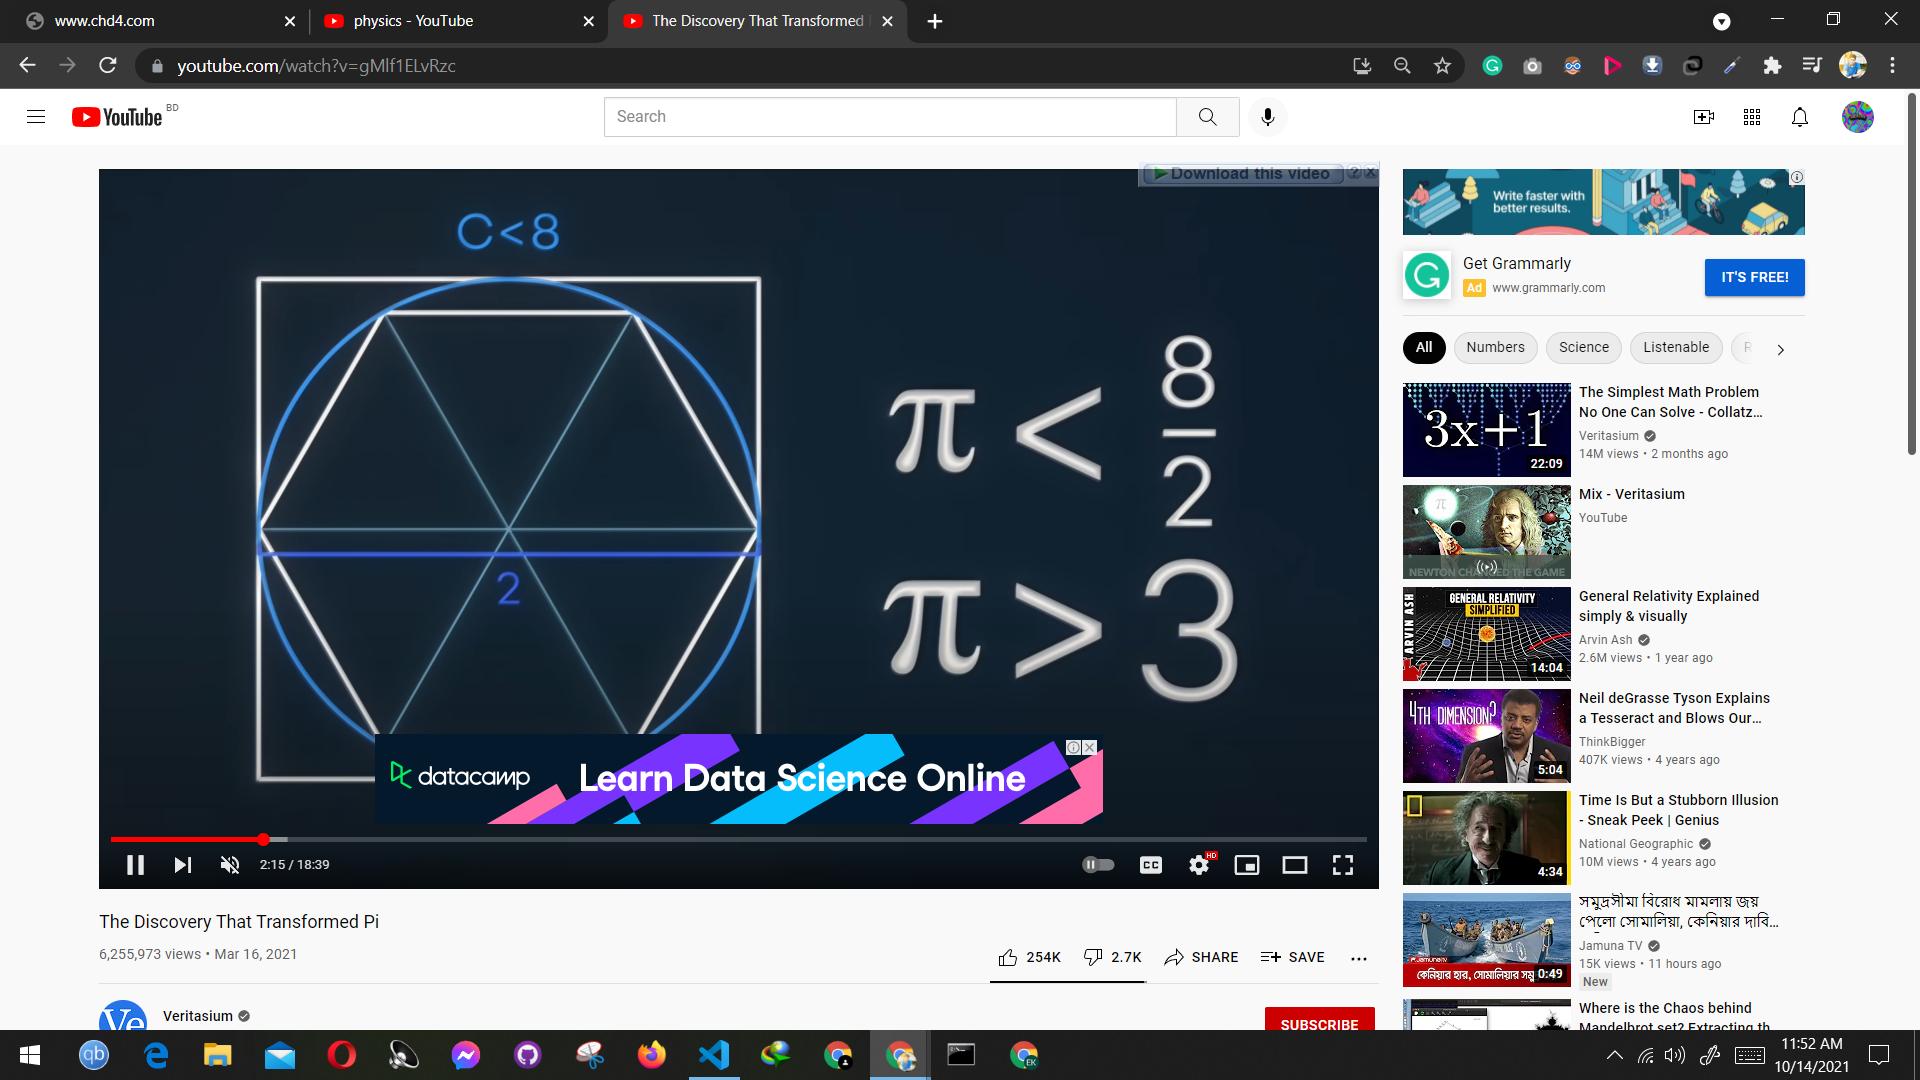 www.chd4.com
physics - YouTube
The Discovery That Transformed
youtube.com/watch?v=gMlf1ELvRzc
YouTube BD
Search
Download this video
C<8
2
π < 8/2
π > 3
datacamp
Learn Data Science Online
2:15 / 18:39
CC
HD
The Discovery That Transformed Pi
6,255,973 views • Mar 16, 2021
254K
2.7K
SHARE
SAVE
Veritasium
SUBSCRIBE
Write faster with
better results.
Get Grammarly
Ad www.grammarly.com
IT'S FREE!
All
Numbers
Science
Listenable
3x+1
22:09
The Simplest Math Problem
No One Can Solve - Collatz…
Veritasium
14M views • 2 months ago
π
NEWTON CHANGED THE GAME
Mix - Veritasium
YouTube
ARVIN ASH
GENERAL RELATIVITY
SIMPLIFIED
14:04
General Relativity Explained
simply & visually
Arvin Ash
2.6M views • 1 year ago
4TH DIMENSION?
5:04
Neil deGrasse Tyson Explains
a Tesseract and Blows Our…
ThinkBigger
407K views • 4 years ago
4:34
Time Is But a Stubborn Illusion
- Sneak Peek | Genius
National Geographic
10M views • 4 years ago
JamunaTV
কেনিয়ার হার, সোমালিয়ার
0:49
সমুদ্রসীমা বিরোধ মামলায় জয়
পেলো সোমালিয়া, কেনিয়ার দাবি…
Jamuna TV
15K views • 11 hours ago
New
Where is the Chaos behind
Mandelbrot set? Extracting th
qb
EK
11:52 AM
10/14/2021